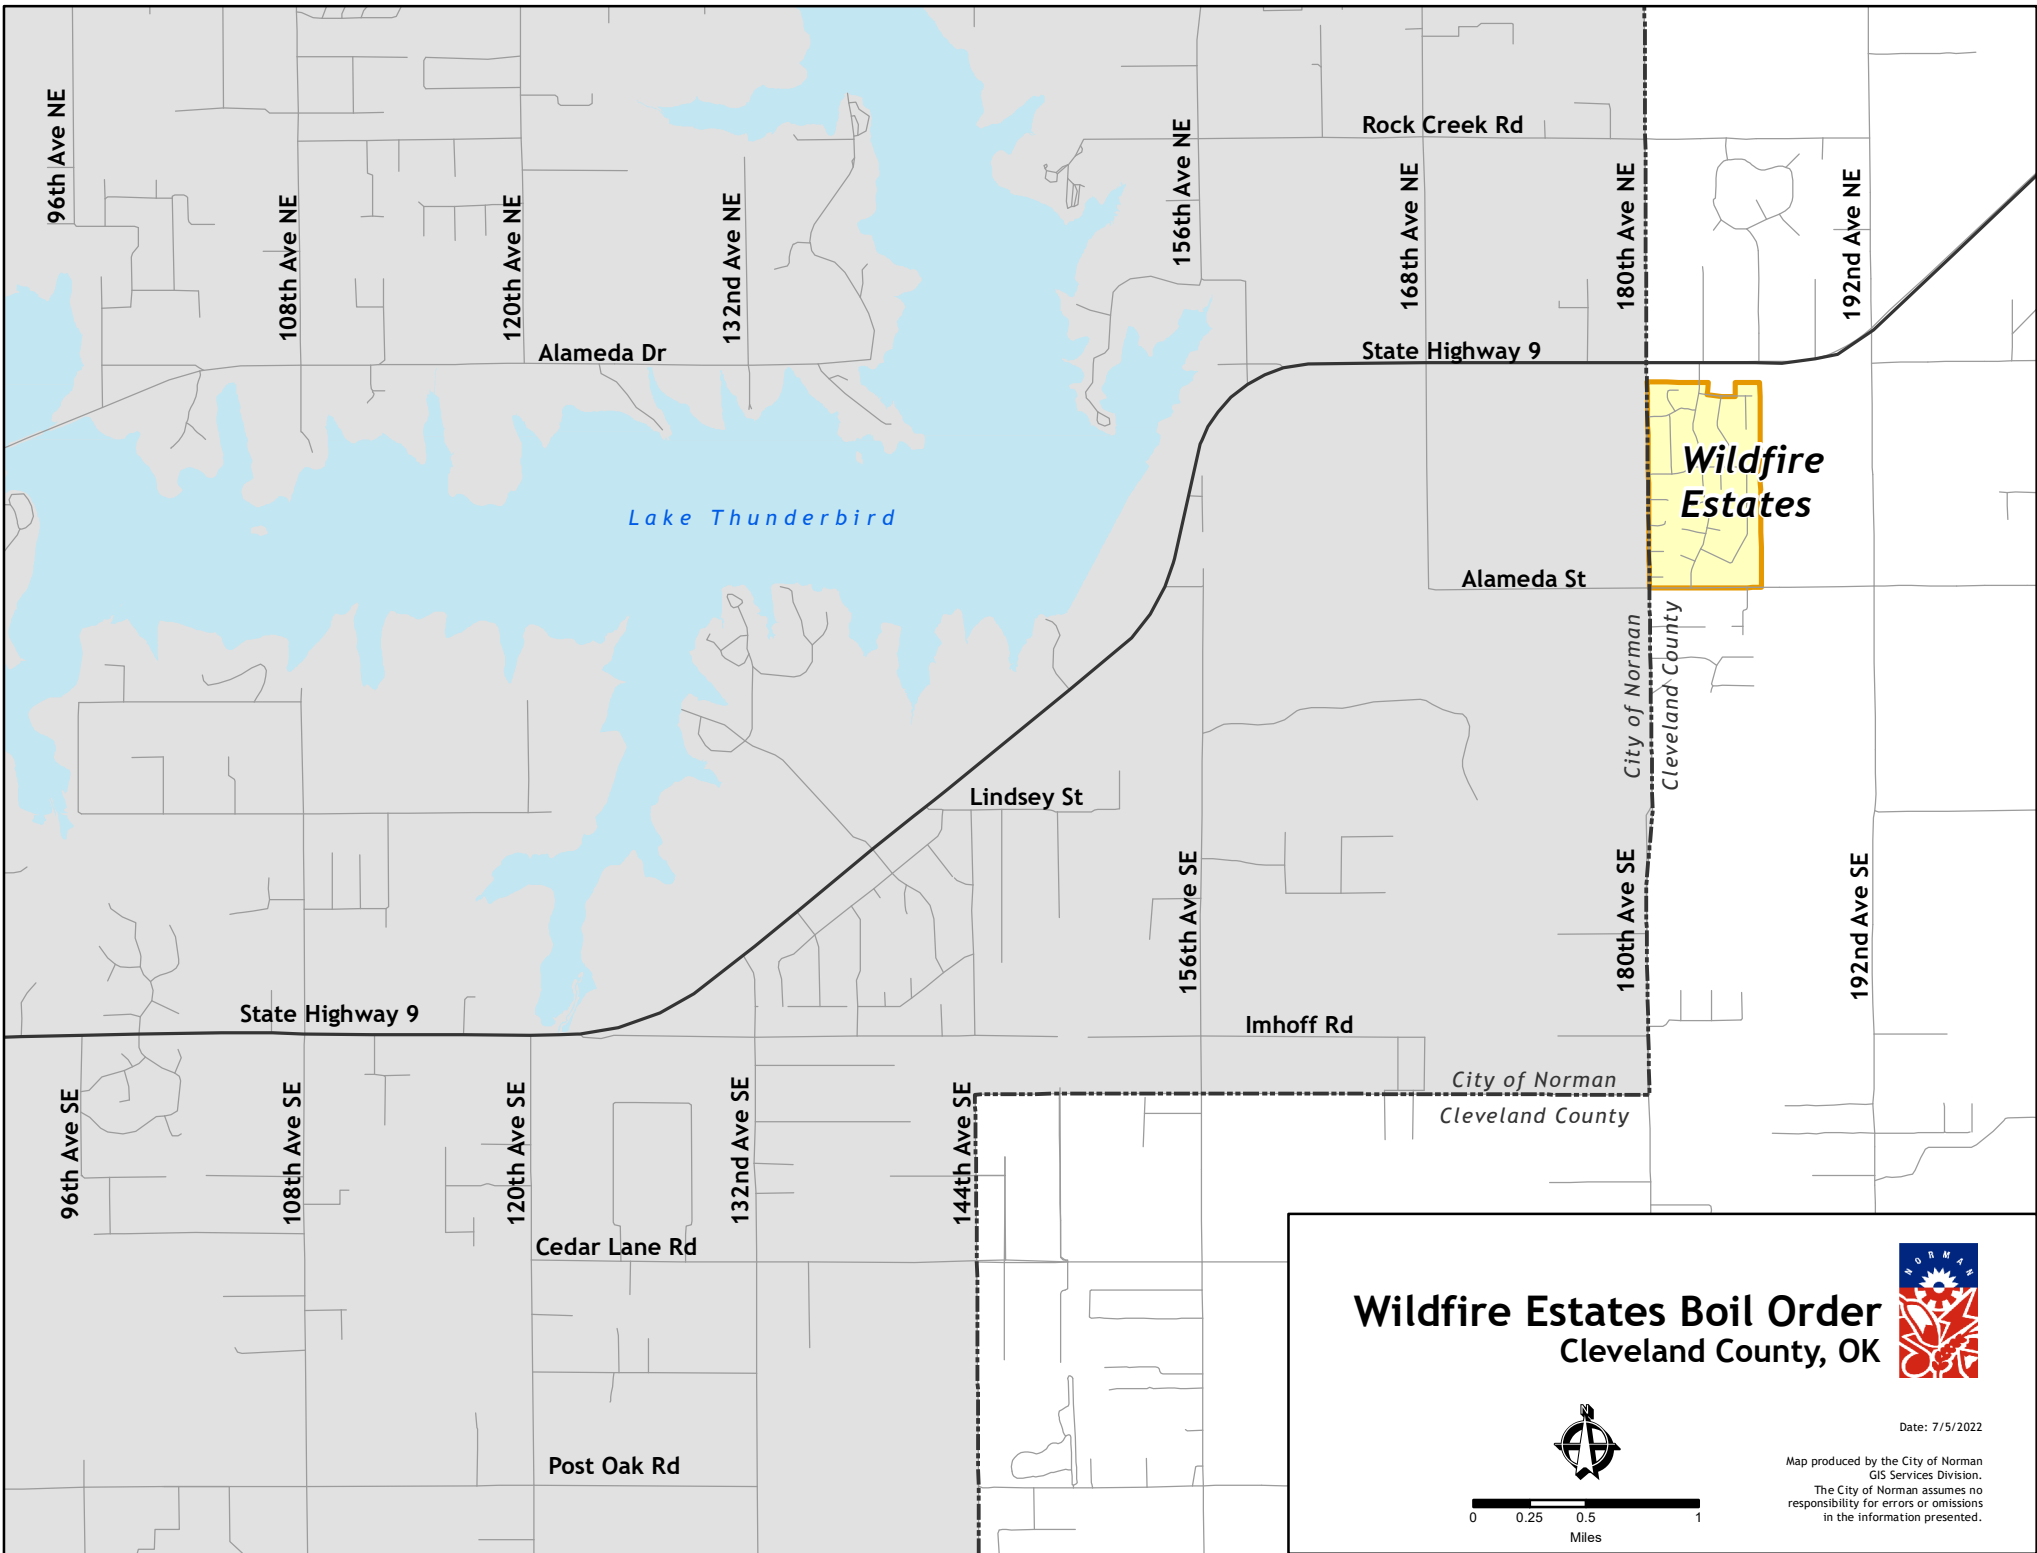 96th Ave NE
108th Ave NE
120th Ave NE
132nd Ave NE
156th Ave NE
168th Ave NE
180th Ave NE
192nd Ave NE
Rock Creek Rd
Alameda Dr
State Highway 9
Wildfire
Estates
Lake Thunderbird
Alameda St
City of Norman
Cleveland County
Lindsey St
156th Ave SE
180th Ave SE
192nd Ave SE
State Highway 9
Imhoff Rd
City of Norman
Cleveland County
96th Ave SE
108th Ave SE
120th Ave SE
132nd Ave SE
144th Ave SE
Cedar Lane Rd
Post Oak Rd
NORMAN
Wildfire Estates Boil Order
Cleveland County, OK
N
Date: 7/5/2022
Map produced by the City of Norman
GIS Services Division.
The City of Norman assumes no
responsibility for errors or omissions
in the information presented.
0 0.25 0.5 1
Miles